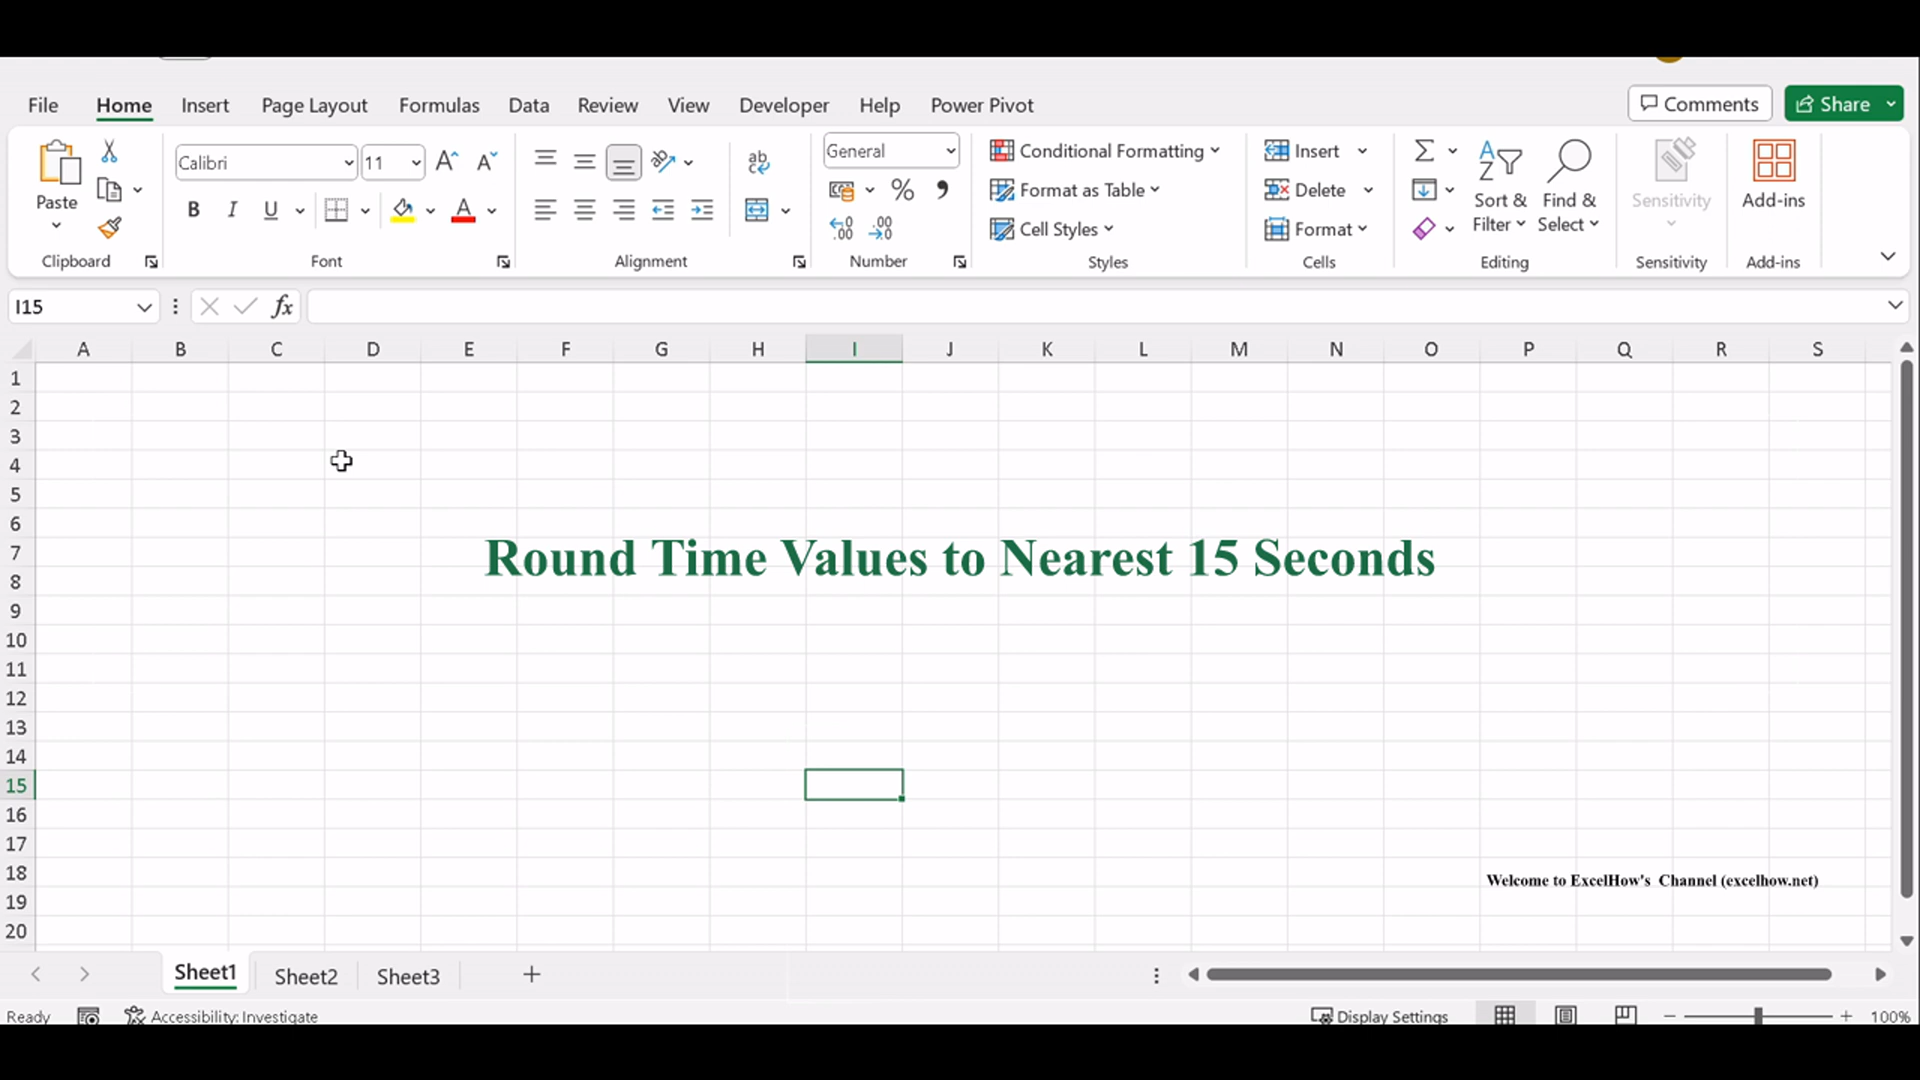 File Home Insert Page Layout Formulas Data Review View Developer Help Power Pivot Comments Share
Paste
Calibri 11
B I U A
ab
General
%
Conditional Formatting
Format as Table
Cell Styles
Insert
Delete
Format
Sort & Filter
Find & Select
Sensitivity
Add-ins
Clipboard Font Alignment Number Styles Cells Editing Sensitivity Add-ins
I15 fx
A B C D E F G H I J K L M N O P Q R S
1
2
3
4
5
6
7
8
9
10
11
12
13
14
15
16
17
18
19
20
Round Time Values to Nearest 15 Seconds
Welcome to ExcelHow's Channel (excelhow.net)
Sheet1 Sheet2 Sheet3
Ready Accessibility: Investigate Display Settings 100%